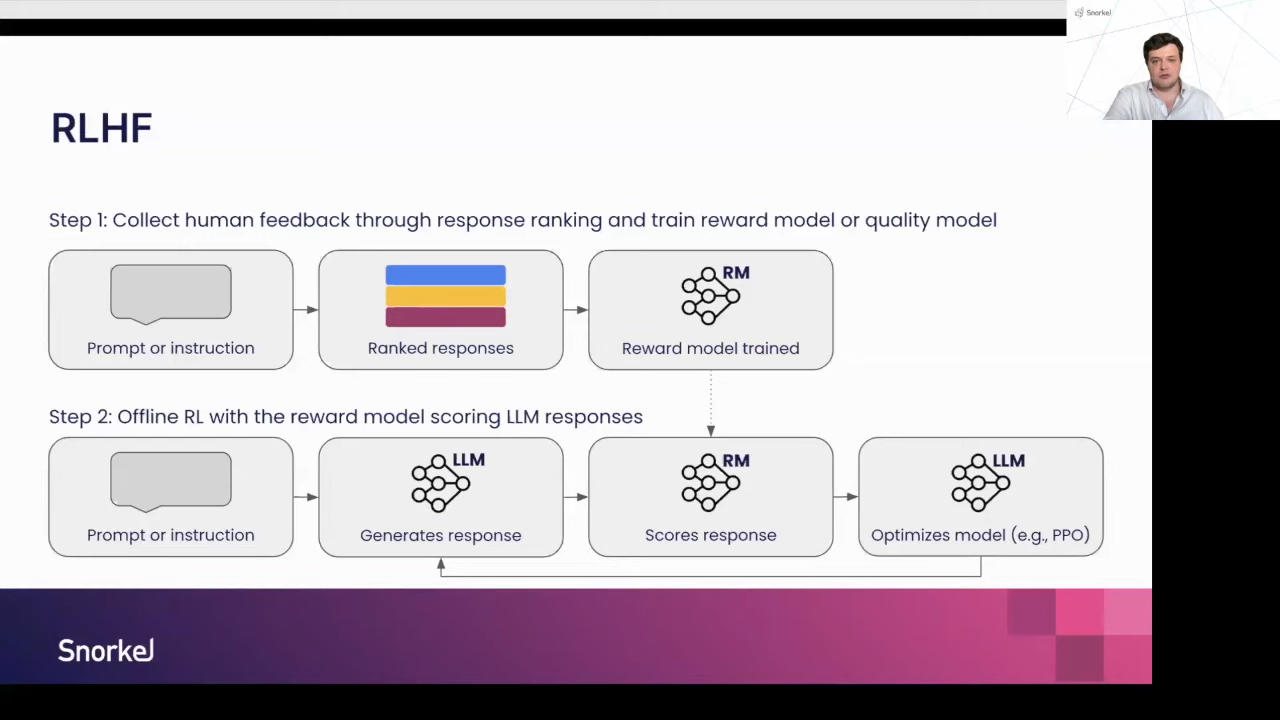 Snorkel
RLHF
Step 1: Collect human feedback through response ranking and train reward model or quality model
RM
Prompt or instruction
Ranked responses
Reward model trained
Step 2: Offline RL with the reward model scoring LLM responses
LLM
RM
LLM
Prompt or instruction
Generates response
Scores response
Optimizes model (e.g., PPO)
Snorkel